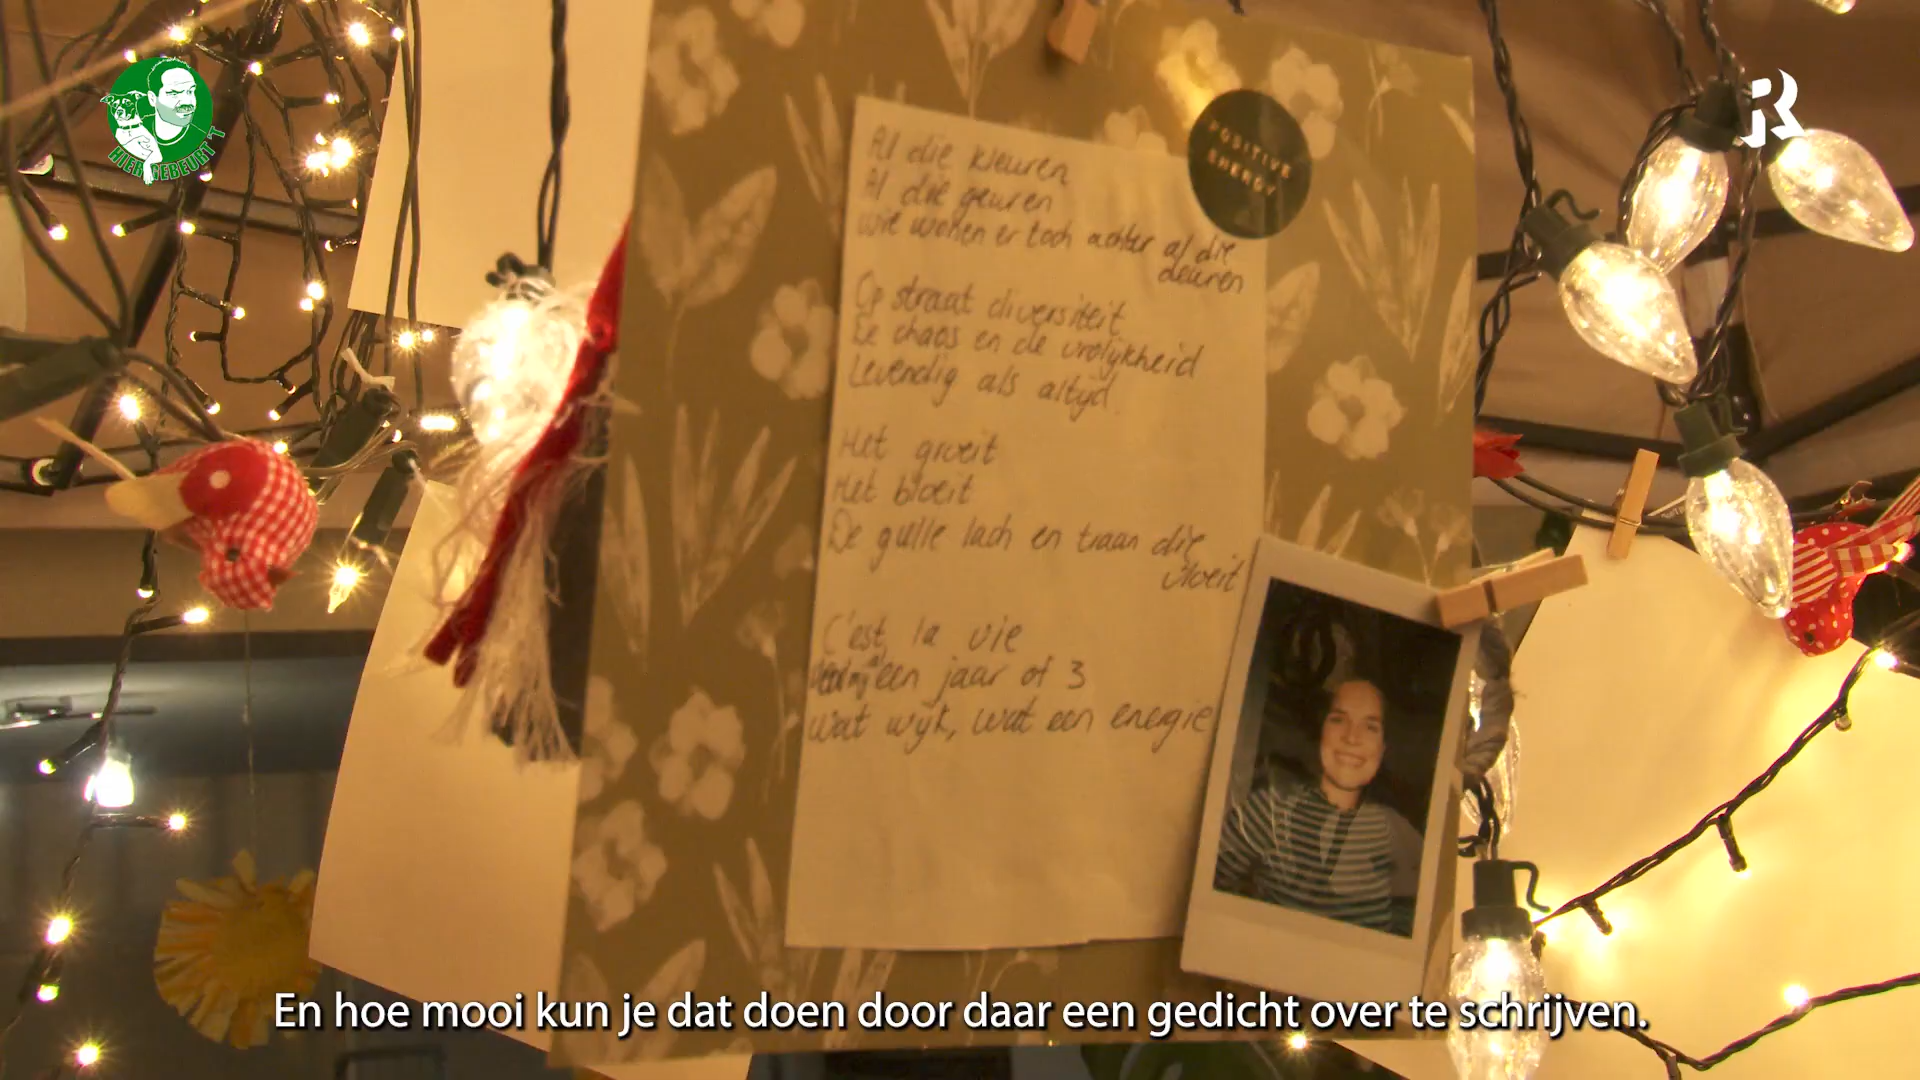 HIER GEBEURT 'T
R
POSITIVE
ENERGY
Al die kleuren
Al die geuren
wie wonen er toch achter al die
deuren
Op straat diversiteit
De chaos en de vrolijkheid
Levendig als altijd
Het groeit
Het bloeit
De gulle lach en traan die
vloeit
C'est la vie
een jaar of 3
Wat wijk, wat een energie
En hoe mooi kun je dat doen door daar een gedicht over te schrijven.